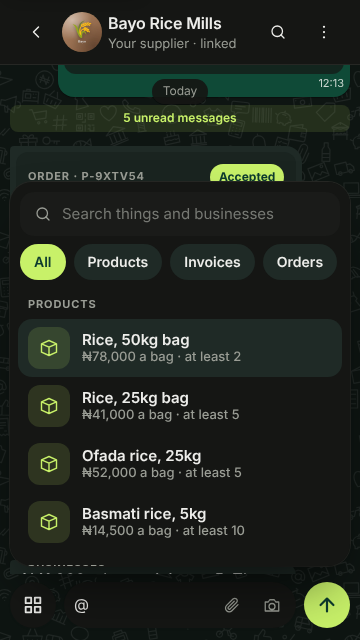 Bayo Rice Mills
Your supplier · linked
12:13
Today
5 unread messages
ORDER · P-9XTV54
Accepted
Search things and businesses
All
Products
Invoices
Orders
PRODUCTS
Rice, 50kg bag
₦78,000 a bag · at least 2
Rice, 25kg bag
₦41,000 a bag · at least 5
Ofada rice, 25kg
₦52,000 a bag · at least 5
Basmati rice, 5kg
₦14,500 a bag · at least 10
BUSINESSES
@